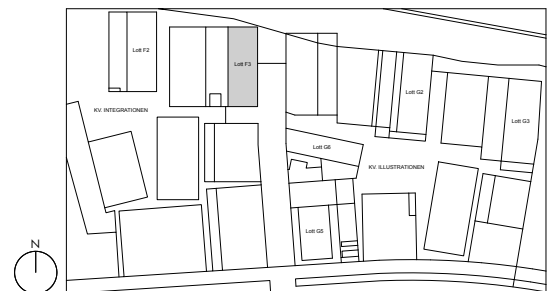 Lott F2
Lott F3
Lott G2
KV. INTEGRATIONEN
Lott G3
Lott G6
KV. ILLUSTRATIONEN
Lott G5
N